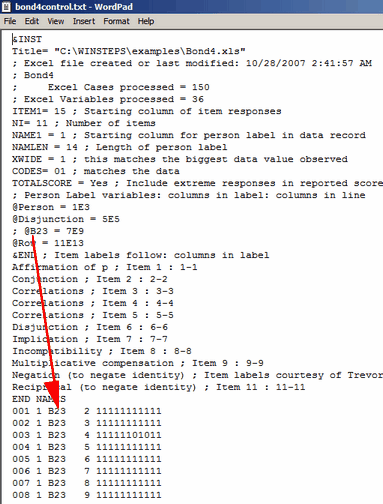 bond4control.txt - WordPad
File Edit View Insert Format Help
&INST
Title= "C:\WINSTEPS\examples\Bond4.xls"
; Excel file created or last modified: 10/28/2007 2:41:57 AM
; Bond4
; Excel Cases processed = 150
; Excel Variables processed = 36
ITEM1= 15 ; Starting column of item responses
NI= 11 ; Number of items
NAME1 = 1 ; Starting column for person label in data record
NAMLEN = 14 ; Length of person label
XWIDE = 1 ; this matches the biggest data value observed
CODES= 01 ; matches the data
TOTALSCORE = Yes ; Include extreme responses in reported score
; Person Label variables: columns in label: columns in line
@Person = 1E3
@Disjunction = 5E5
; @B23 = 7E9
@Row = 11E13
&END ; Item labels follow: columns in label
Affirmation of p ; Item 1 : 1-1
Conjunction ; Item 2 : 2-2
Correlations ; Item 3 : 3-3
Correlations ; Item 4 : 4-4
Correlations ; Item 5 : 5-5
Disjunction ; Item 6 : 6-6
Implication ; Item 7 : 7-7
Incompatibility ; Item 8 : 8-8
Multiplicative compensation ; Item 9 : 9-9
Negation (to negate identity) ; Item labels courtesy of Trevor
Reciprocal (to negate identity) ; Item 11 : 11-11
END NAMES
001 1 B23 2 11111111111
002 1 B23 3 11111111111
003 1 B23 4 11111101011
005 1 B23 5 11111111111
006 1 B23 6 11111111111
006 1 B23 7 11111111111
007 1 B23 8 11111111111
008 1 B23 9 11111111111